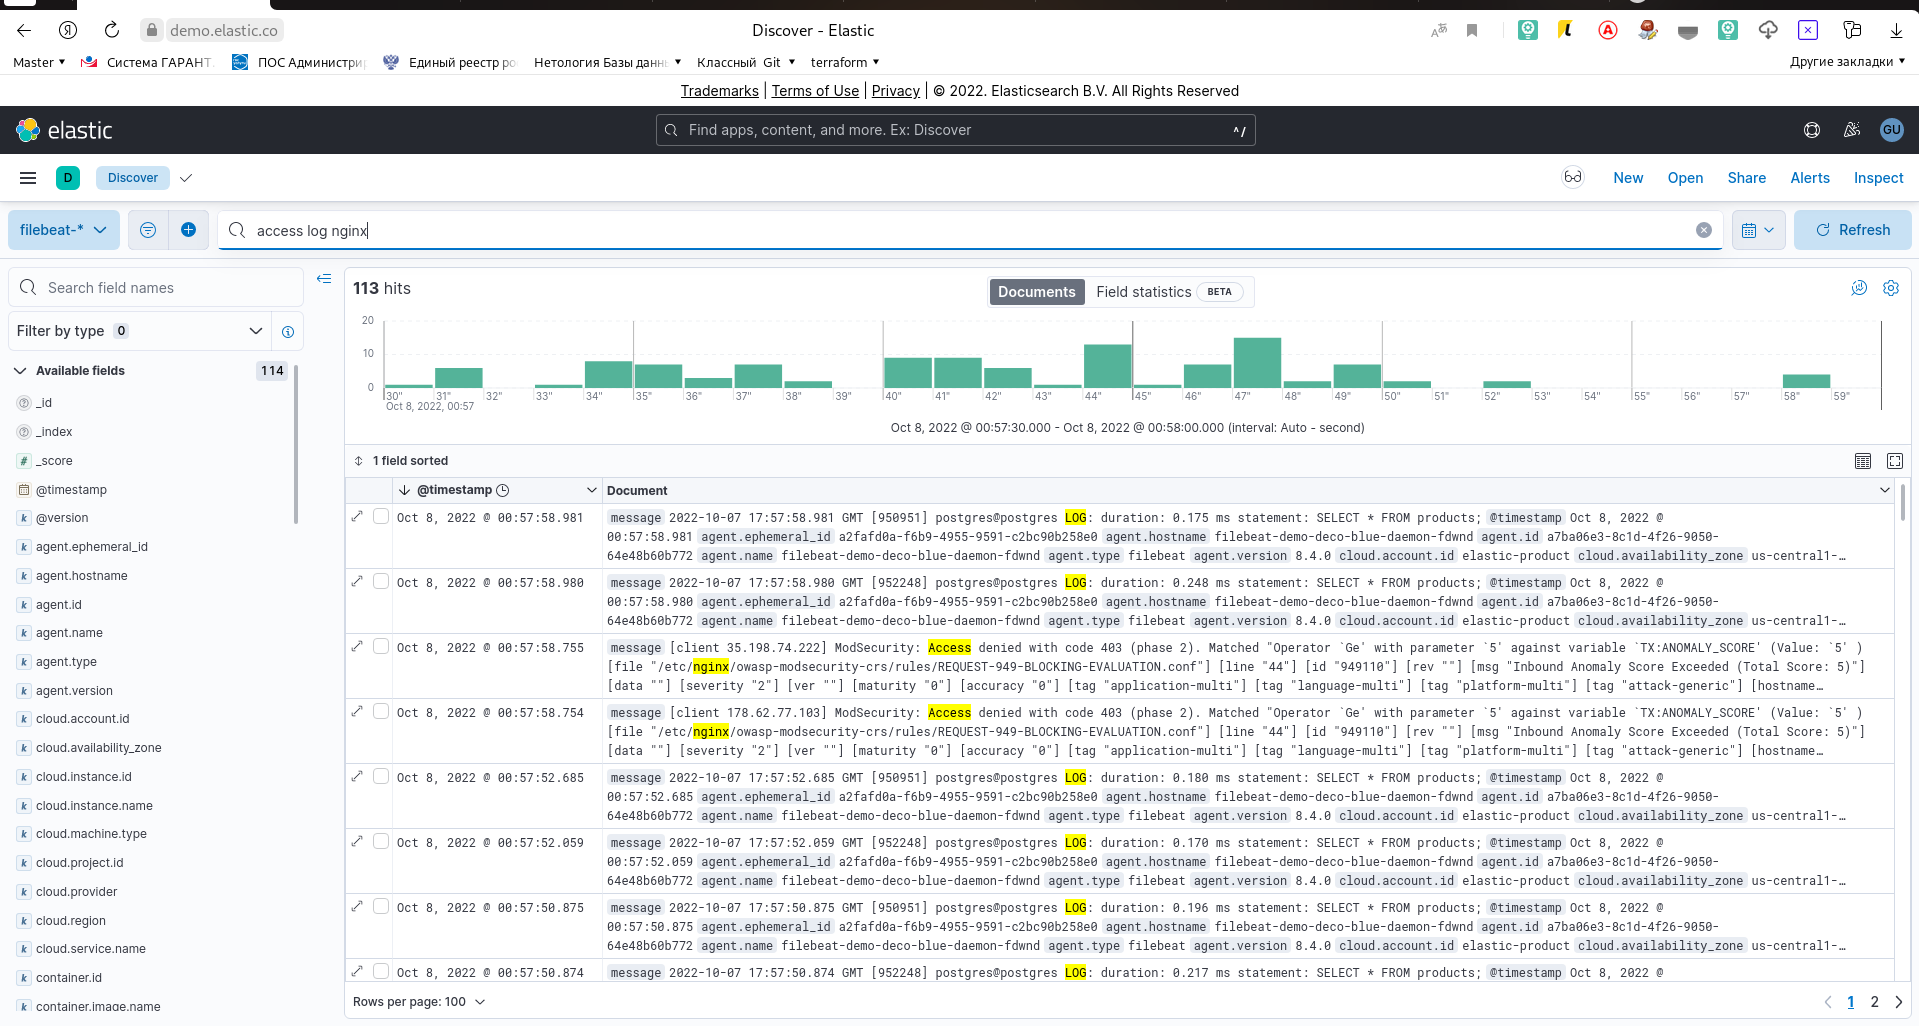 demo.elastic.co
Discover - Elastic
Master
Система ГАРАНТ
ПОС Админист
Единый реестр ро
Нетология Базы данн
Классный Git
terraform
Другие закладки
Trademarks | Terms of Use | Privacy | © 2022. Elasticsearch B.V. All Rights Reserved
elastic
Find apps, content, and more. Ex: Discover
^/
GU
D
Discover
New
Open
Share
Alerts
Inspect
filebeat-*
access log nginx
Refresh
Search field names
Filter by type 0
Available fields 114
_id
_index
_score
@timestamp
@version
agent.ephemeral_id
agent.hostname
agent.id
agent.name
agent.type
agent.version
cloud.account.id
cloud.availability_zone
cloud.instance.id
cloud.instance.name
cloud.machine.type
cloud.project.id
cloud.provider
cloud.region
cloud.service.name
container.id
container.image.name
113 hits
Documents
Field statistics BETA
20
10
0
30" 31" 32" 33" 34" 35" 36" 37" 38" 39" 40" 41" 42" 43" 44" 45" 46" 47" 48" 49" 50" 51" 52" 53" 54" 55" 56" 57" 58" 59"
Oct 8, 2022, 00:57
Oct 8, 2022 @ 00:57:30.000 - Oct 8, 2022 @ 00:58:00.000 (interval: Auto - second)
1 field sorted
@timestamp
Document
Oct 8, 2022 @ 00:57:58.981
message 2022-10-07 17:57:58.981 GMT [950951] postgres@postgres LOG: duration: 0.175 ms statement: SELECT * FROM products; @timestamp Oct 8, 2022 @
00:57:58.981 agent.ephemeral_id a2fafd0a-f6b9-4955-9591-c2bc90b258e0 agent.hostname filebeat-demo-deco-blue-daemon-fdwnd agent.id a7ba06e3-8c1d-4f26-9050-
64e48b60b772 agent.name filebeat-demo-deco-blue-daemon-fdwnd agent.type filebeat agent.version 8.4.0 cloud.account.id elastic-product cloud.availability_zone us-central1-…
Oct 8, 2022 @ 00:57:58.980
message 2022-10-07 17:57:58.980 GMT [952248] postgres@postgres LOG: duration: 0.248 ms statement: SELECT * FROM products; @timestamp Oct 8, 2022 @
00:57:58.980 agent.ephemeral_id a2fafd0a-f6b9-4955-9591-c2bc90b258e0 agent.hostname filebeat-demo-deco-blue-daemon-fdwnd agent.id a7ba06e3-8c1d-4f26-9050-
64e48b60b772 agent.name filebeat-demo-deco-blue-daemon-fdwnd agent.type filebeat agent.version 8.4.0 cloud.account.id elastic-product cloud.availability_zone us-central1-…
Oct 8, 2022 @ 00:57:58.755
message [client 35.198.74.222] ModSecurity: Access denied with code 403 (phase 2). Matched "Operator `Ge' with parameter `5' against variable `TX:ANOMALY_SCORE' (Value: `5' )
[file "/etc/nginx/owasp-modsecurity-crs/rules/REQUEST-949-BLOCKING-EVALUATION.conf"] [line "44"] [id "949110"] [rev ""] [msg "Inbound Anomaly Score Exceeded (Total Score: 5)"]
[data ""] [severity "2"] [ver ""] [maturity "0"] [accuracy "0"] [tag "application-multi"] [tag "language-multi"] [tag "platform-multi"] [tag "attack-generic"] [hostname…
Oct 8, 2022 @ 00:57:58.754
message [client 178.62.77.103] ModSecurity: Access denied with code 403 (phase 2). Matched "Operator `Ge' with parameter `5' against variable `TX:ANOMALY_SCORE' (Value: `5' )
[file "/etc/nginx/owasp-modsecurity-crs/rules/REQUEST-949-BLOCKING-EVALUATION.conf"] [line "44"] [id "949110"] [rev ""] [msg "Inbound Anomaly Score Exceeded (Total Score: 5)"]
[data ""] [severity "2"] [ver ""] [maturity "0"] [accuracy "0"] [tag "application-multi"] [tag "language-multi"] [tag "platform-multi"] [tag "attack-generic"] [hostname…
Oct 8, 2022 @ 00:57:52.685
message 2022-10-07 17:57:52.685 GMT [950951] postgres@postgres LOG: duration: 0.180 ms statement: SELECT * FROM products; @timestamp Oct 8, 2022 @
00:57:52.685 agent.ephemeral_id a2fafd0a-f6b9-4955-9591-c2bc90b258e0 agent.hostname filebeat-demo-deco-blue-daemon-fdwnd agent.id a7ba06e3-8c1d-4f26-9050-
64e48b60b772 agent.name filebeat-demo-deco-blue-daemon-fdwnd agent.type filebeat agent.version 8.4.0 cloud.account.id elastic-product cloud.availability_zone us-central1-…
Oct 8, 2022 @ 00:57:52.059
message 2022-10-07 17:57:52.059 GMT [952248] postgres@postgres LOG: duration: 0.170 ms statement: SELECT * FROM products; @timestamp Oct 8, 2022 @
00:57:52.059 agent.ephemeral_id a2fafd0a-f6b9-4955-9591-c2bc90b258e0 agent.hostname filebeat-demo-deco-blue-daemon-fdwnd agent.id a7ba06e3-8c1d-4f26-9050-
64e48b60b772 agent.name filebeat-demo-deco-blue-daemon-fdwnd agent.type filebeat agent.version 8.4.0 cloud.account.id elastic-product cloud.availability_zone us-central1-…
Oct 8, 2022 @ 00:57:50.875
message 2022-10-07 17:57:50.875 GMT [950951] postgres@postgres LOG: duration: 0.196 ms statement: SELECT * FROM products; @timestamp Oct 8, 2022 @
00:57:50.875 agent.ephemeral_id a2fafd0a-f6b9-4955-9591-c2bc90b258e0 agent.hostname filebeat-demo-deco-blue-daemon-fdwnd agent.id a7ba06e3-8c1d-4f26-9050-
64e48b60b772 agent.name filebeat-demo-deco-blue-daemon-fdwnd agent.type filebeat agent.version 8.4.0 cloud.account.id elastic-product cloud.availability_zone us-central1-…
Oct 8, 2022 @ 00:57:50.874
message 2022-10-07 17:57:50.874 GMT [952248] postgres@postgres LOG: duration: 0.217 ms statement: SELECT * FROM products; @timestamp Oct 8, 2022 @
Rows per page: 100
1 2